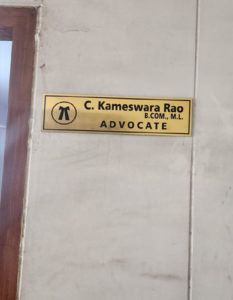 C. Kameswara Rao
B.COM., M.L.
ADVOCATE